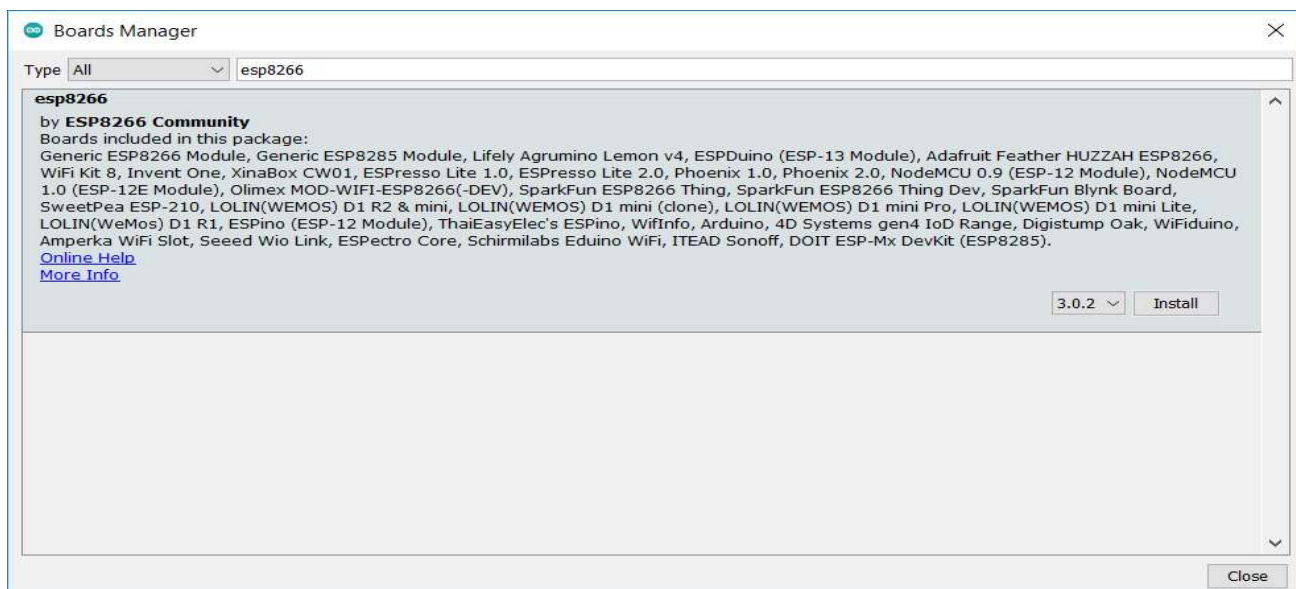 Boards Manager
Type All esp8266
esp8266
by ESP8266 Community
Boards included in this package:
Generic ESP8266 Module, Generic ESP8285 Module, Lifely Agrumino Lemon v4, ESPDuino (ESP-13 Module), Adafruit Feather HUZZAH ESP8266,
WiFi Kit 8, Invent One, XinaBox CW01, ESPresso Lite 1.0, ESPresso Lite 2.0, Phoenix 1.0, Phoenix 2.0, NodeMCU 0.9 (ESP-12 Module), NodeMCU
1.0 (ESP-12E Module), Olimex MOD-WIFI-ESP8266(-DEV), SparkFun ESP8266 Thing, SparkFun ESP8266 Thing Dev, SparkFun Blynk Board,
SweetPea ESP-210, LOLIN(WEMOS) D1 R2 & mini, LOLIN(WEMOS) D1 mini (clone), LOLIN(WEMOS) D1 mini Pro, LOLIN(WEMOS) D1 mini Lite,
LOLIN(WeMos) D1 R1, ESPino (ESP-12 Module), ThaiEasyElec's ESPino, WifInfo, Arduino, 4D Systems gen4 IoD Range, Digistump Oak, WiFiduino,
Amperka WiFi Slot, Seeed Wio Link, ESPectro Core, Schirmilabs Eduino WiFi, ITEAD Sonoff, DOIT ESP-Mx DevKit (ESP8285).
Online Help
More Info
3.0.2 Install
Close